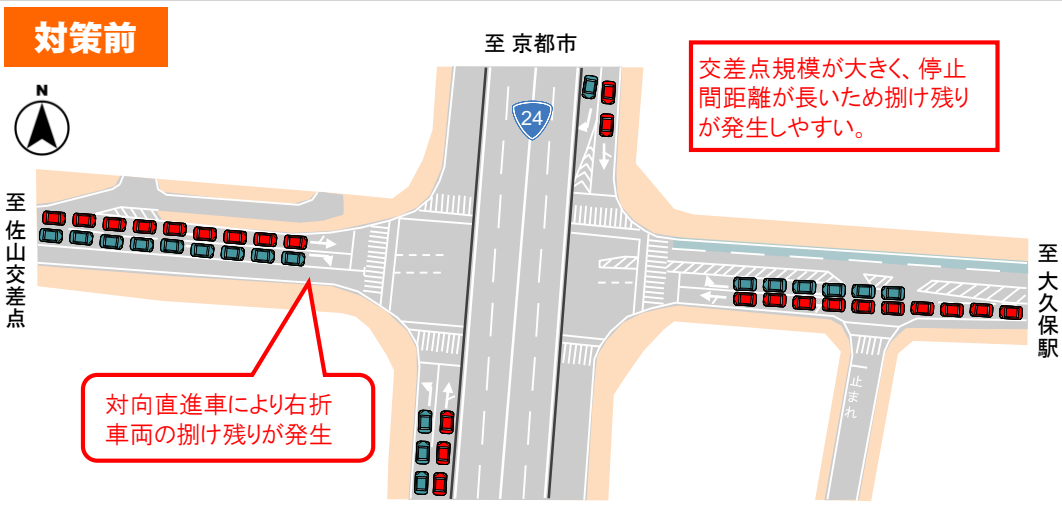 対策前
至 京都市
交差点規模が大きく、停止
間距離が長いため捌け残り
が発生しやすい。
N
24
至 佐山交差点
至 大久保駅
止まれ
対向直進車により右折
車両の捌け残りが発生